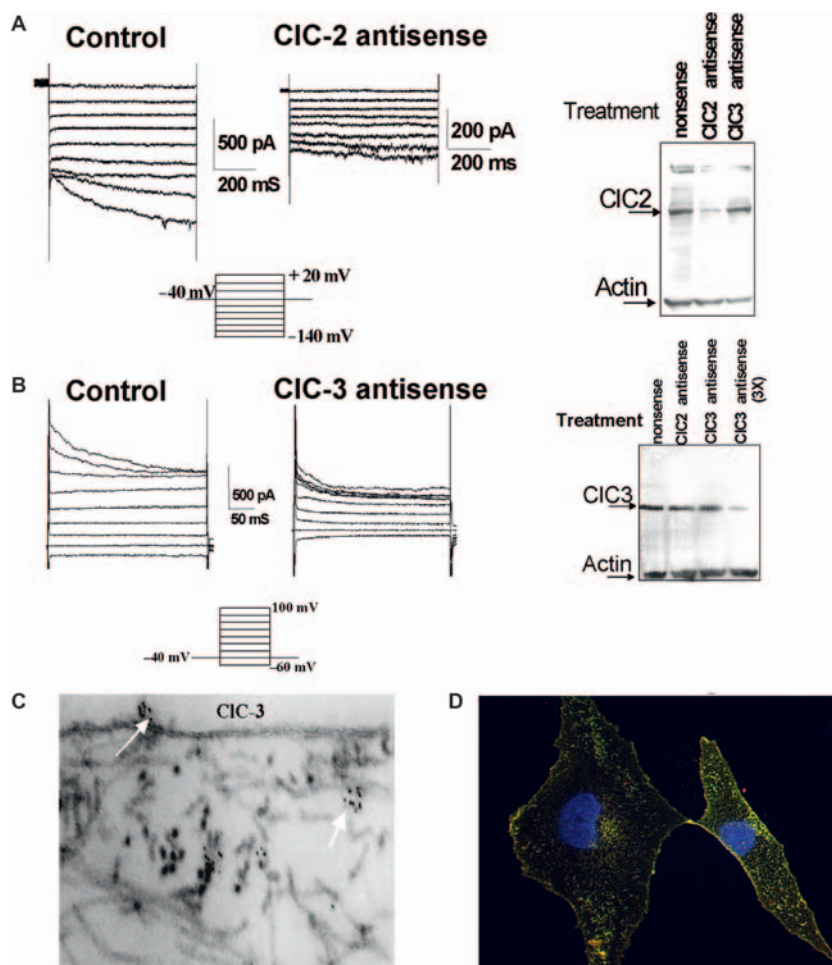 A
Control
ClC-2 antisense
500 pA
200 mS
200 pA
200 ms
+ 20 mV
−40 mV
−140 mV
Treatment
nonsense
ClC2 antisense
ClC3 antisense
ClC2
Actin
B
Control
ClC-3 antisense
500 pA
50 mS
100 mV
−40 mV
−60 mV
Treatment
nonsense
ClC2 antisense
ClC3 antisense
ClC3 antisense
(3X)
ClC3
Actin
C
ClC-3
D